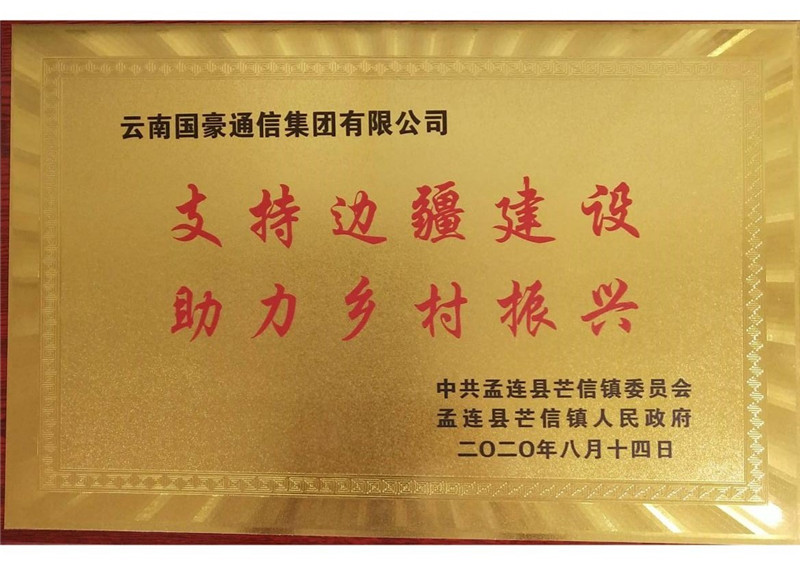 云南国豪通信集团有限公司
支持边疆建设
助力乡村振兴
中共孟连县芒信镇委员会
孟连县芒信镇人民政府
二〇二〇年八月十四日